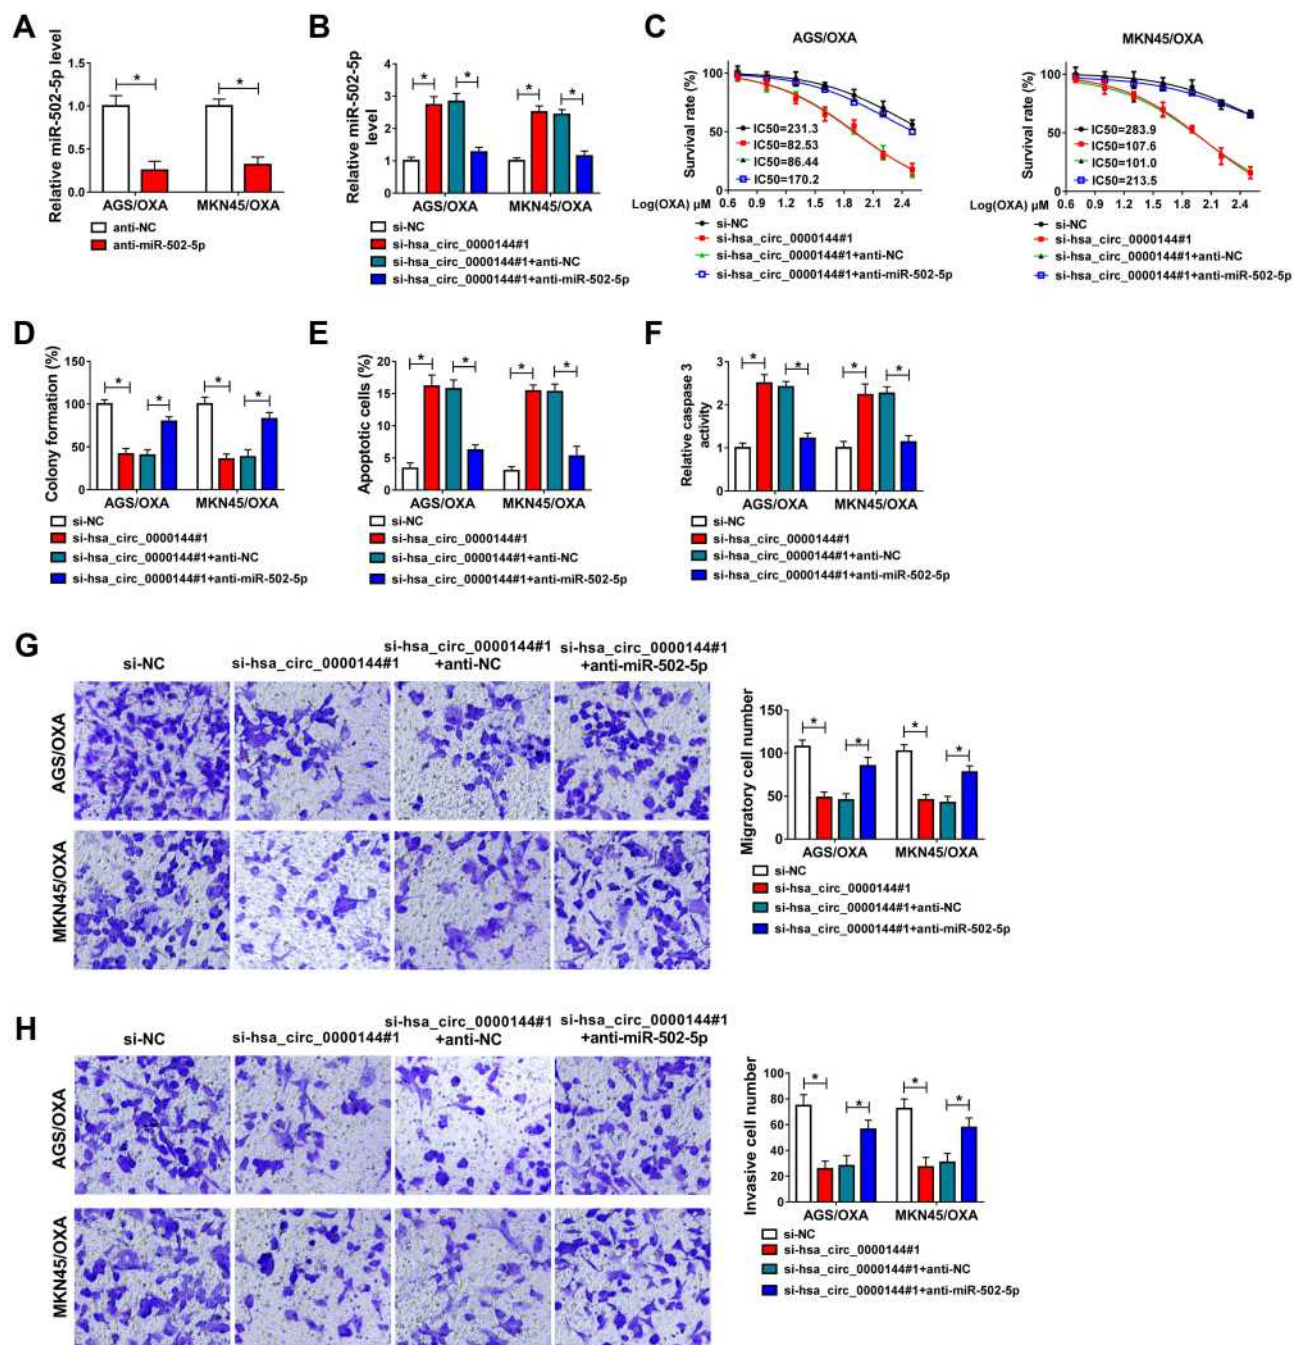 A
Relative miR-502-5p level
1.5
1.0
0.5
0.0
*
*
AGS/OXA
MKN45/OXA
anti-NC
anti-miR-502-5p
B
Relative miR-502-5p
level
4
3
2
1
0
*
*
*
*
AGS/OXA
MKN45/OXA
si-NC
si-hsa_circ_0000144#1
si-hsa_circ_0000144#1+anti-NC
si-hsa_circ_0000144#1+anti-miR-502-5p
C
AGS/OXA
Survival rate (%)
100
50
0
IC50=231.3
IC50=82.53
IC50=86.44
IC50=170.2
Log(OXA) μM
0.6 0.9 1.2 1.5 1.8 2.1 2.4
si-NC
si-hsa_circ_0000144#1
si-hsa_circ_0000144#1+anti-NC
si-hsa_circ_0000144#1+anti-miR-502-5p
MKN45/OXA
Survival rate (%)
100
50
0
IC50=283.9
IC50=107.6
IC50=101.0
IC50=213.5
Log(OXA) μM
0.6 0.9 1.3 1.5 1.8 2.1 2.4
si-NC
si-hsa_circ_0000144#1
si-hsa_circ_0000144#1+anti-NC
si-hsa_circ_0000144#1+anti-miR-502-5p
D
Colony formation (%)
150
100
50
0
*
*
*
*
AGS/OXA
MKN45/OXA
si-NC
si-hsa_circ_0000144#1
si-hsa_circ_0000144#1+anti-NC
si-hsa_circ_0000144#1+anti-miR-502-5p
E
Apoptotic cells (%)
20
15
10
5
0
*
*
*
*
AGS/OXA
MKN45/OXA
si-NC
si-hsa_circ_0000144#1
si-hsa_circ_0000144#1+anti-NC
si-hsa_circ_0000144#1+anti-miR-502-5p
F
Relative caspase 3
activity
3
2
1
0
*
*
*
*
AGS/OXA
MKN45/OXA
si-NC
si-hsa_circ_0000144#1
si-hsa_circ_0000144#1+anti-NC
si-hsa_circ_0000144#1+anti-miR-502-5p
G
si-NC
si-hsa_circ_0000144#1
si-hsa_circ_0000144#1
+anti-NC
si-hsa_circ_0000144#1
+anti-miR-502-5p
AGS/OXA
MKN45/OXA
Migratory cell number
150
100
50
0
*
*
*
*
AGS/OXA
MKN45/OXA
si-NC
si-hsa_circ_0000144#1
si-hsa_circ_0000144#1+anti-NC
si-hsa_circ_0000144#1+anti-miR-502-5p
H
si-NC
si-hsa_circ_0000144#1
si-hsa_circ_0000144#1
+anti-NC
si-hsa_circ_0000144#1
+anti-miR-502-5p
AGS/OXA
MKN45/OXA
Invasive cell number
100
80
60
40
20
0
*
*
*
*
AGS/OXA
MKN45/OXA
si-NC
si-hsa_circ_0000144#1
si-hsa_circ_0000144#1+anti-NC
si-hsa_circ_0000144#1+anti-miR-502-5p